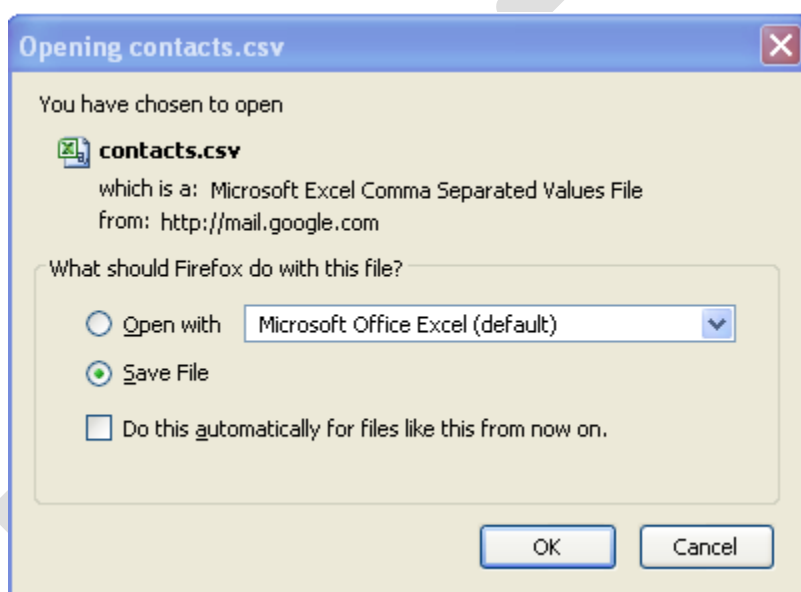 Opening contacts.csv
You have chosen to open
contacts.csv
which is a: Microsoft Excel Comma Separated Values File
from: http://mail.google.com
What should Firefox do with this file?
Open with Microsoft Office Excel (default)
Save File
Do this automatically for files like this from now on.
OK Cancel